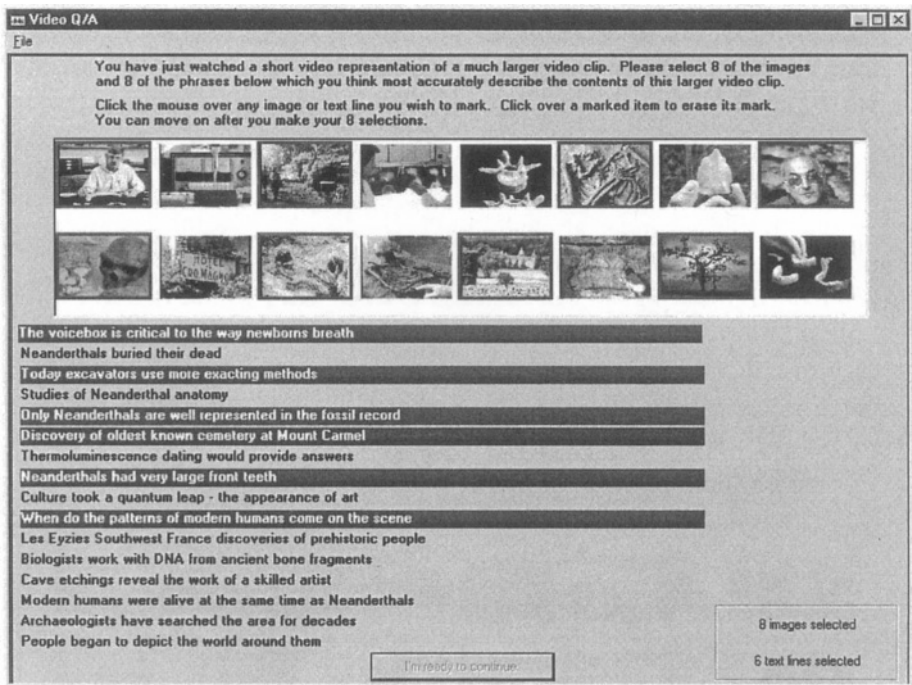 Video Q/A
File
You have just watched a short video representation of a much larger video clip. Please select 8 of the images
and 8 of the phrases below which you think most accurately describe the contents of this larger video clip.
Click the mouse over any image or text line you wish to mark. Click over a marked item to erase its mark.
You can move on after you make your 8 selections.
HOTEL
CRO MAGNON
The voicebox is critical to the way newborns breath
Neanderthals buried their dead
Today excavators use more exacting methods
Studies of Neanderthal anatomy
Only Neanderthals are well represented in the fossil record
Discovery of oldest known cemetery at Mount Carmel
Thermoluminescence dating would provide answers
Neanderthals had very large front teeth
Culture took a quantum leap - the appearance of art
When do the patterns of modern humans come on the scene
Les Eyzies Southwest France discoveries of prehistoric people
Biologists work with DNA from ancient bone fragments
Cave etchings reveal the work of a skilled artist
Modern humans were alive at the same time as Neanderthals
Archaeologists have searched the area for decades
People began to depict the world around them
8 images selected
6 text lines selected
I'm ready to continue